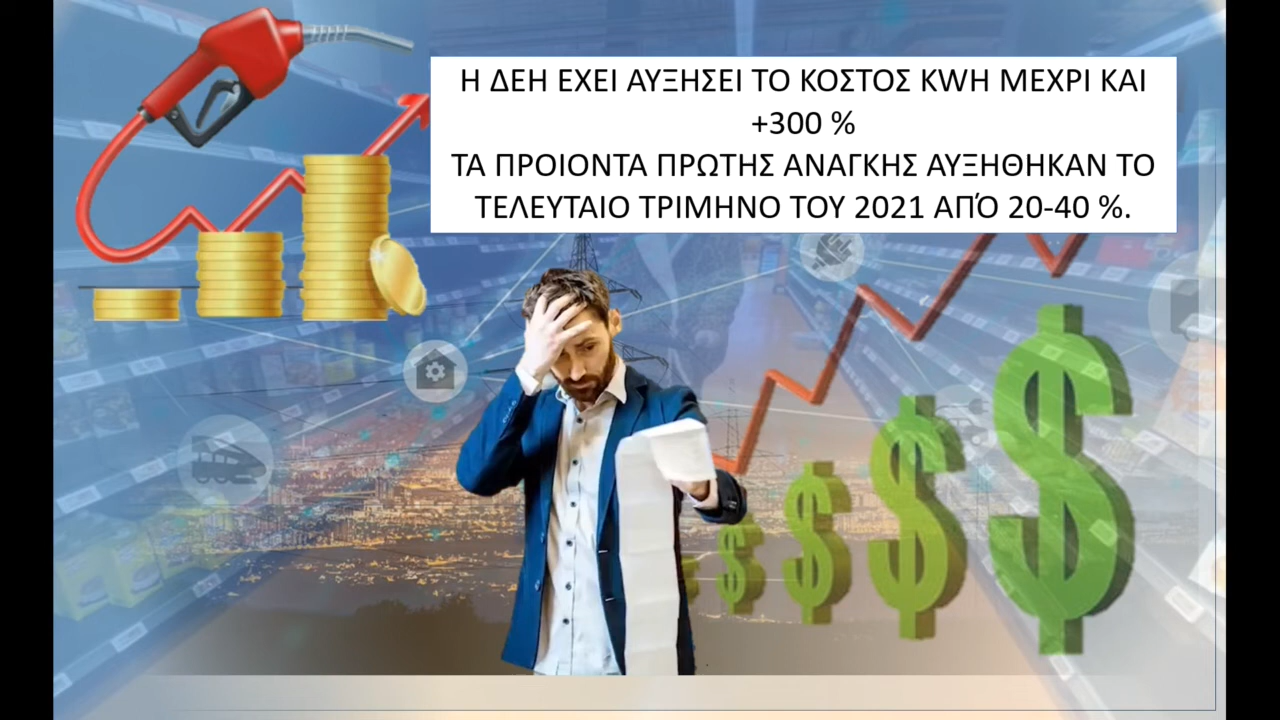 Η ΔΕΗ ΕΧΕΙ ΑΥΞΗΣΕΙ ΤΟ ΚΟΣΤΟΣ KWH ΜΕΧΡΙ ΚΑΙ
+300 %
ΤΑ ΠΡΟΙΟΝΤΑ ΠΡΩΤΗΣ ΑΝΑΓΚΗΣ ΑΥΞΗΘΗΚΑΝ ΤΟ
ΤΕΛΕΥΤΑΙΟ ΤΡΙΜΗΝΟ ΤΟΥ 2021 ΑΠΌ 20-40 %.